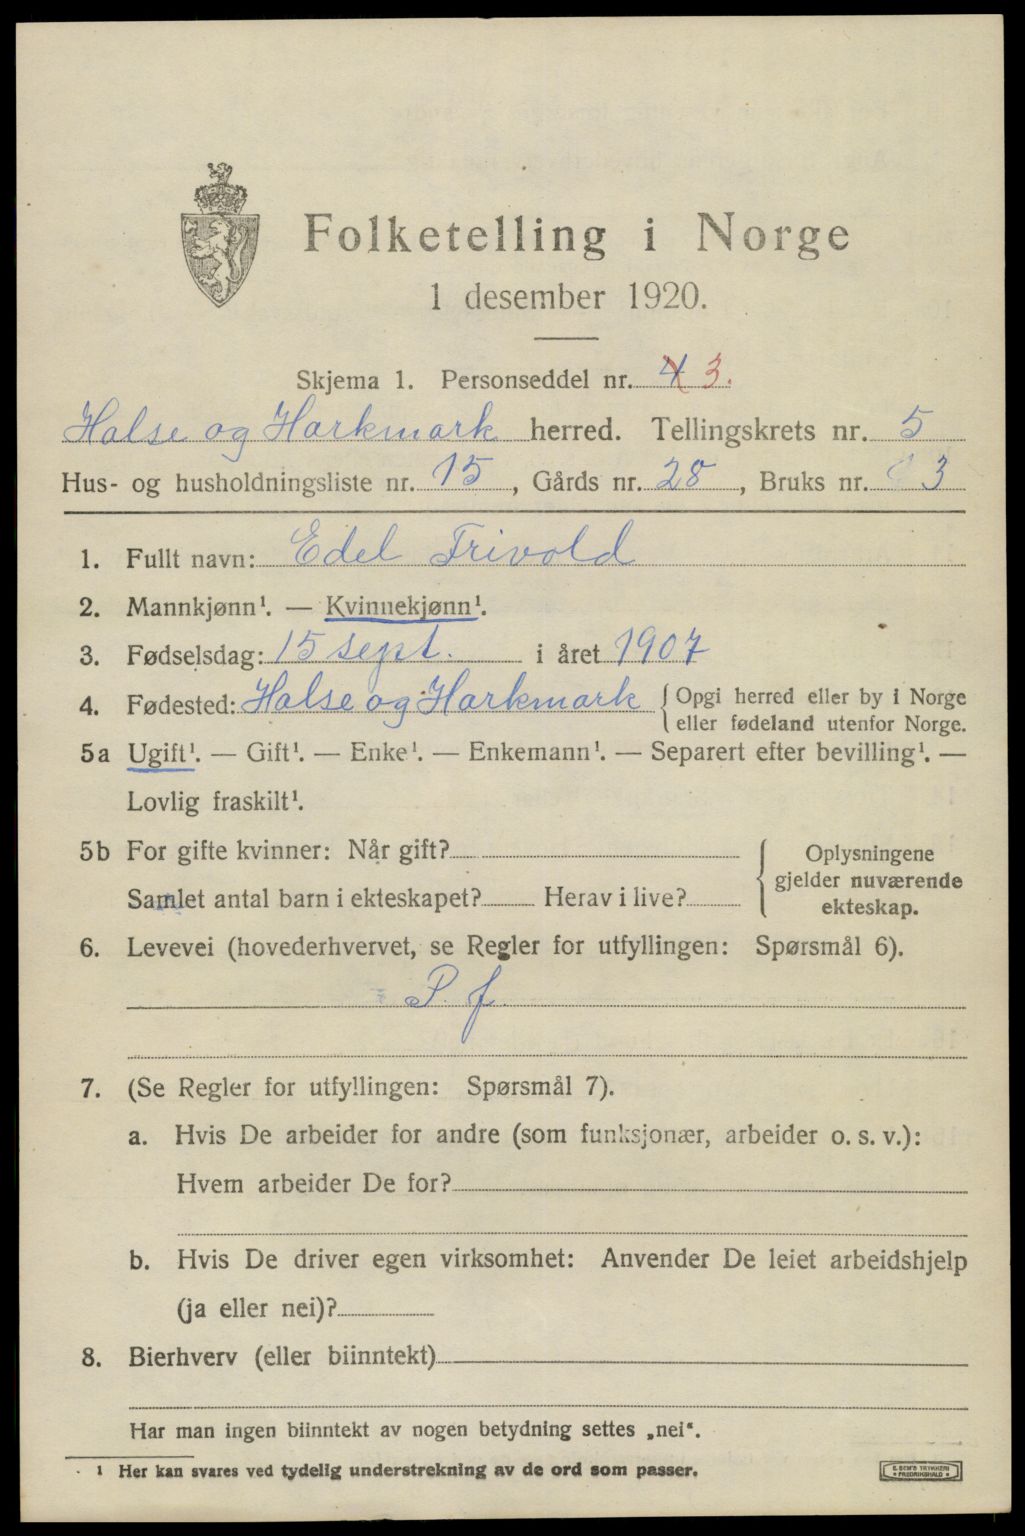 Folketelling i Norge
1 desember 1920.
Skjema 1. Personseddel nr. 4 3.
Halse og Harkmark herred. Tellingskrets nr. 5
Hus- og husholdningsliste nr. 15, Gårds nr. 28, Bruks nr. 3
1. Fullt navn: Edel Trivold
2. Mannkjønn¹. — Kvinnekjønn¹.
3. Fødselsdag: 15 sept. i året 1907
4. Fødested: Halse og Harkmark { Opgi herred eller by i Norge
eller fødeland utenfor Norge.
5a Ugift¹. — Gift¹. — Enke¹. — Enkemann¹. — Separert efter bevilling¹. —
Lovlig fraskilt¹.
5b For gifte kvinner: Når gift?
Samlet antal barn i ekteskapet? Herav i live?
{ Oplysningene
gjelder nuværende
ekteskap.
6. Levevei (hovederhvervet, se Regler for utfyllingen: Spørsmål 6).
P. f.
7. (Se Regler for utfyllingen: Spørsmål 7).
a. Hvis De arbeider for andre (som funksjonær, arbeider o. s. v.):
Hvem arbeider De for?
b. Hvis De driver egen virksomhet: Anvender De leiet arbeidshjelp
(ja eller nei)?
8. Bierhverv (eller biinntekt)
Har man ingen biinntekt av nogen betydning settes „nei“.
¹ Her kan svares ved tydelig understrekning av de ord som passer.
E. SEM'S TRYKKERI
• FREDRIKSHALD •